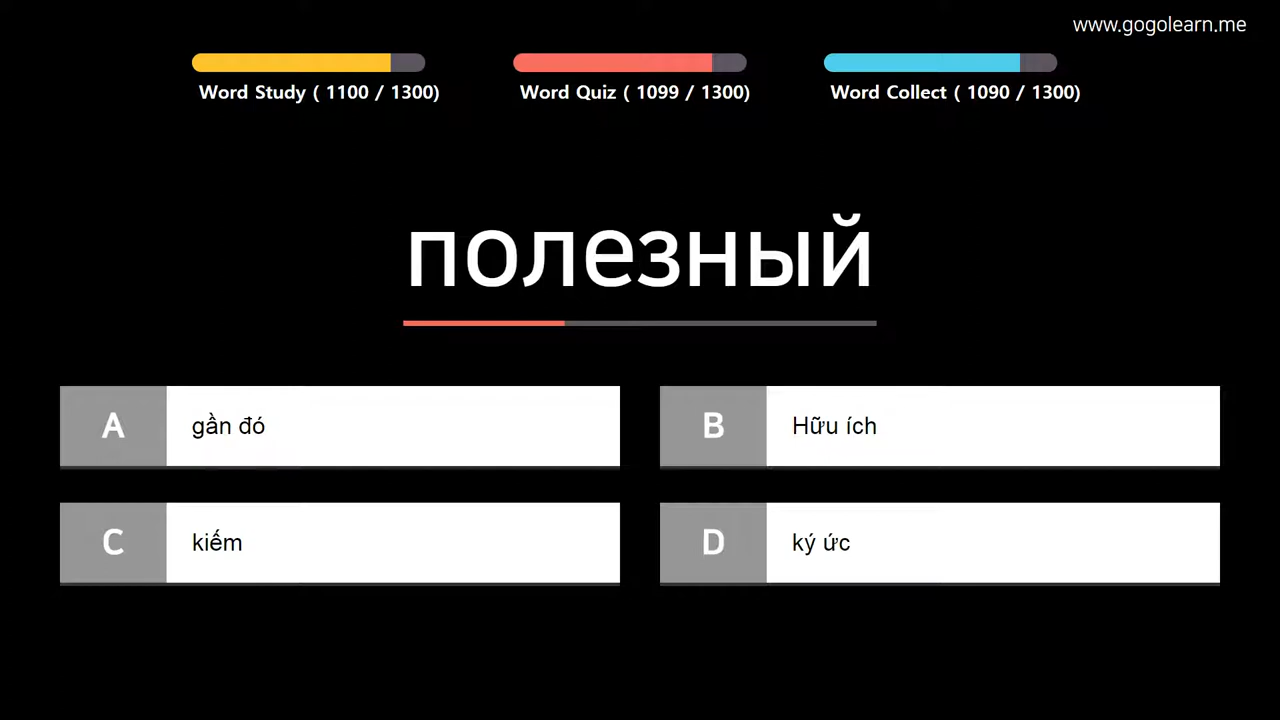 www.gogolearn.me
Word Study ( 1100 / 1300)
Word Quiz ( 1099 / 1300)
Word Collect ( 1090 / 1300)
полезный
A gần đó
B Hữu ích
C kiếm
D ký ức